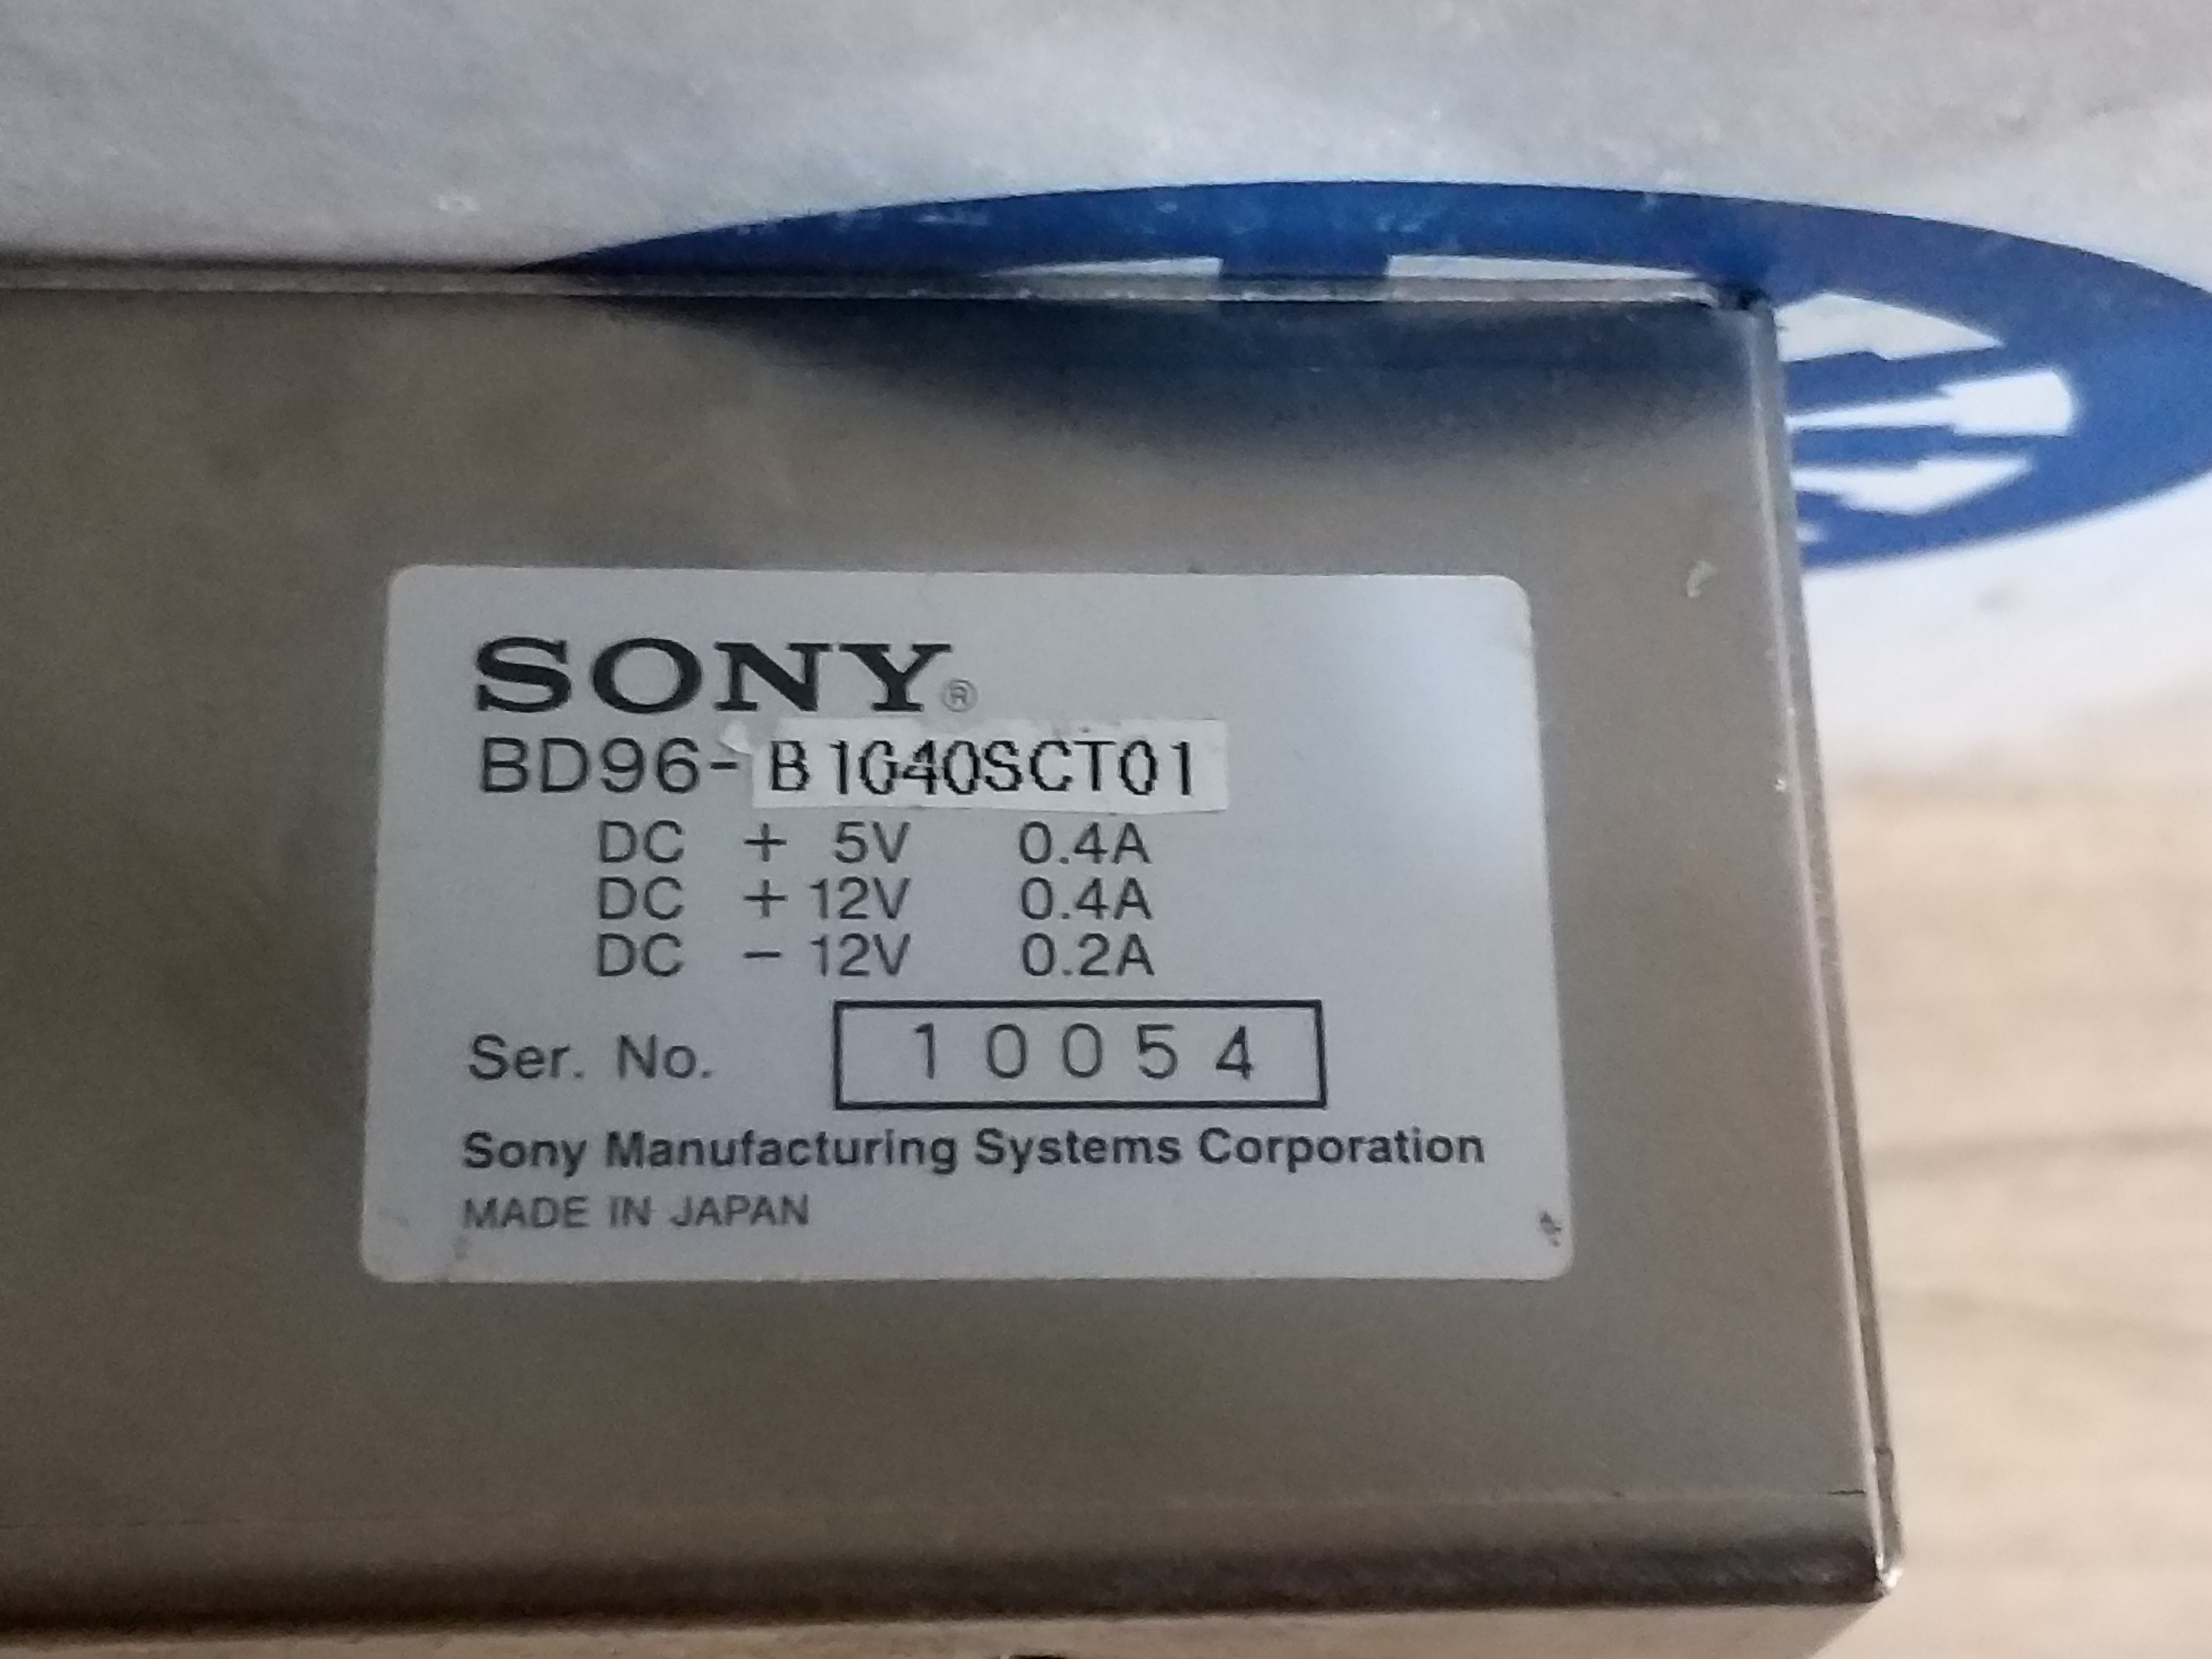 SONY®
BD96-B1G40SCT01
DC + 5V 0.4A
DC + 12V 0.4A
DC - 12V 0.2A
Ser. No. 10054
Sony Manufacturing Systems Corporation
MADE IN JAPAN